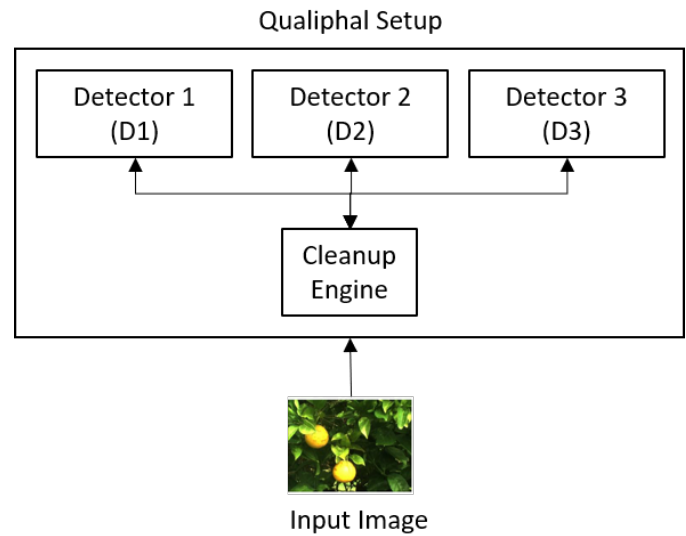 Qualiphal Setup
Detector 1
(D1)
Detector 2
(D2)
Detector 3
(D3)
Cleanup
Engine
Input Image